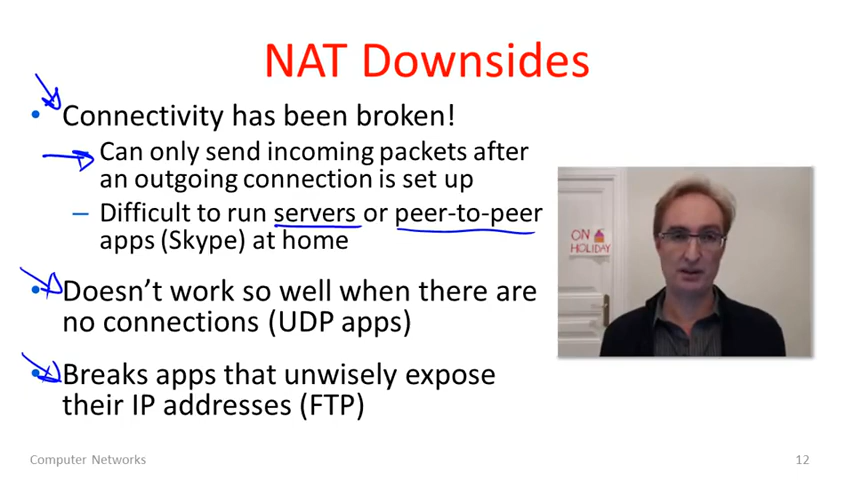 NAT Downsides
• Connectivity has been broken!
Can only send incoming packets after
an outgoing connection is set up
– Difficult to run servers or peer-to-peer
apps (Skype) at home
• Doesn't work so well when there are
no connections (UDP apps)
• Breaks apps that unwisely expose
their IP addresses (FTP)
ON
HOLIDAY
Computer Networks
12